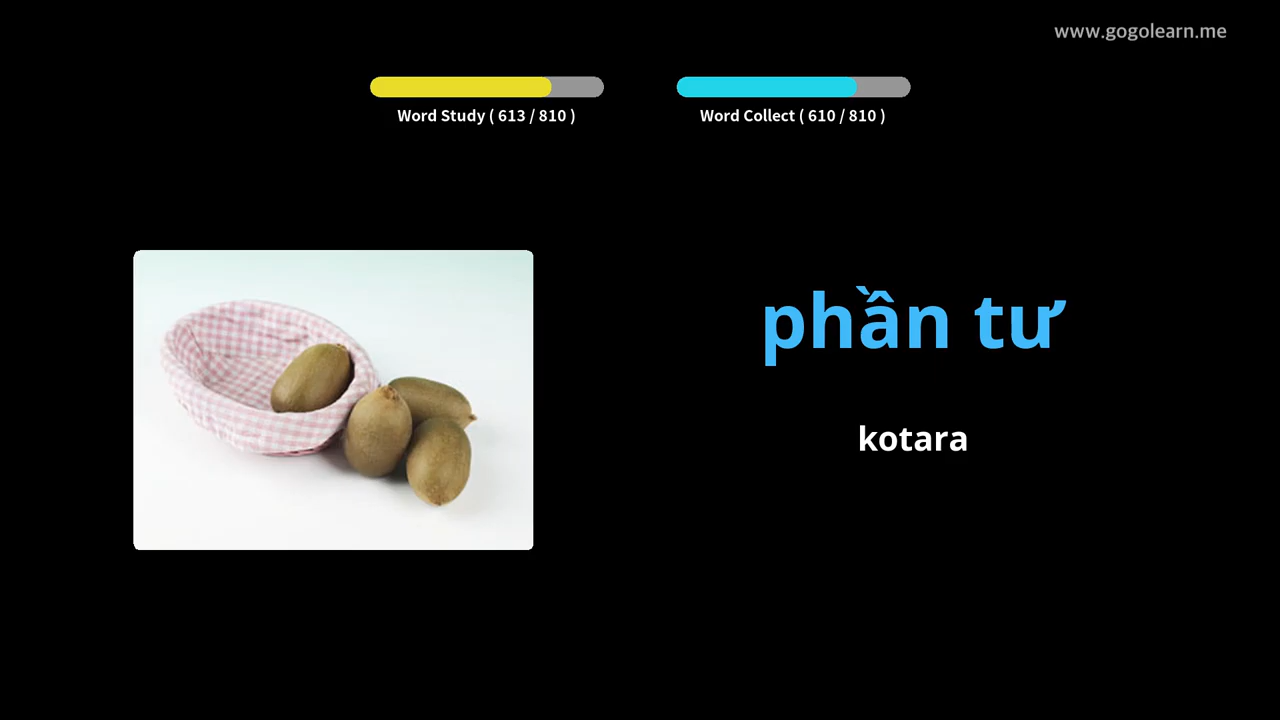 www.gogolearn.me
Word Study ( 613 / 810 )
Word Collect ( 610 / 810 )
phần tư
kotara